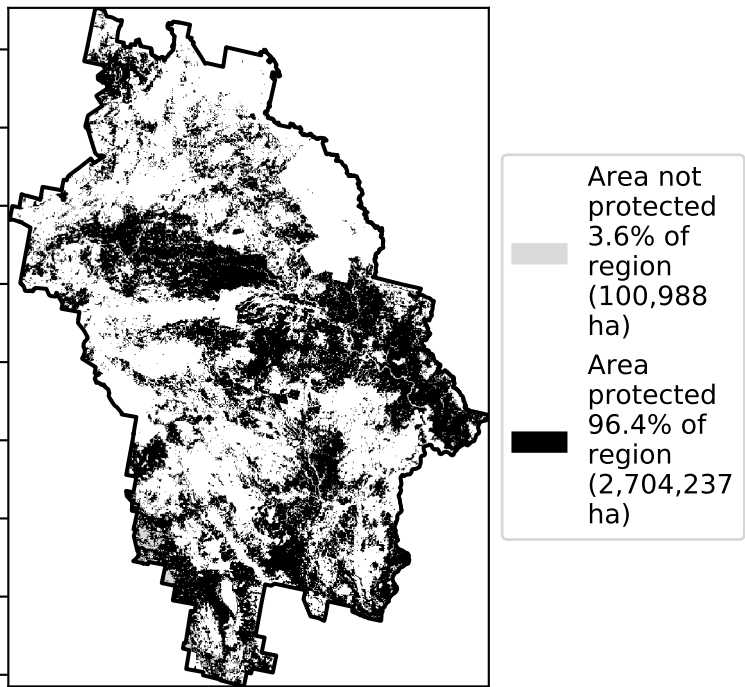 Area not
protected
3.6% of
region
(100,988
ha)
Area
protected
96.4% of
region
(2,704,237
ha)